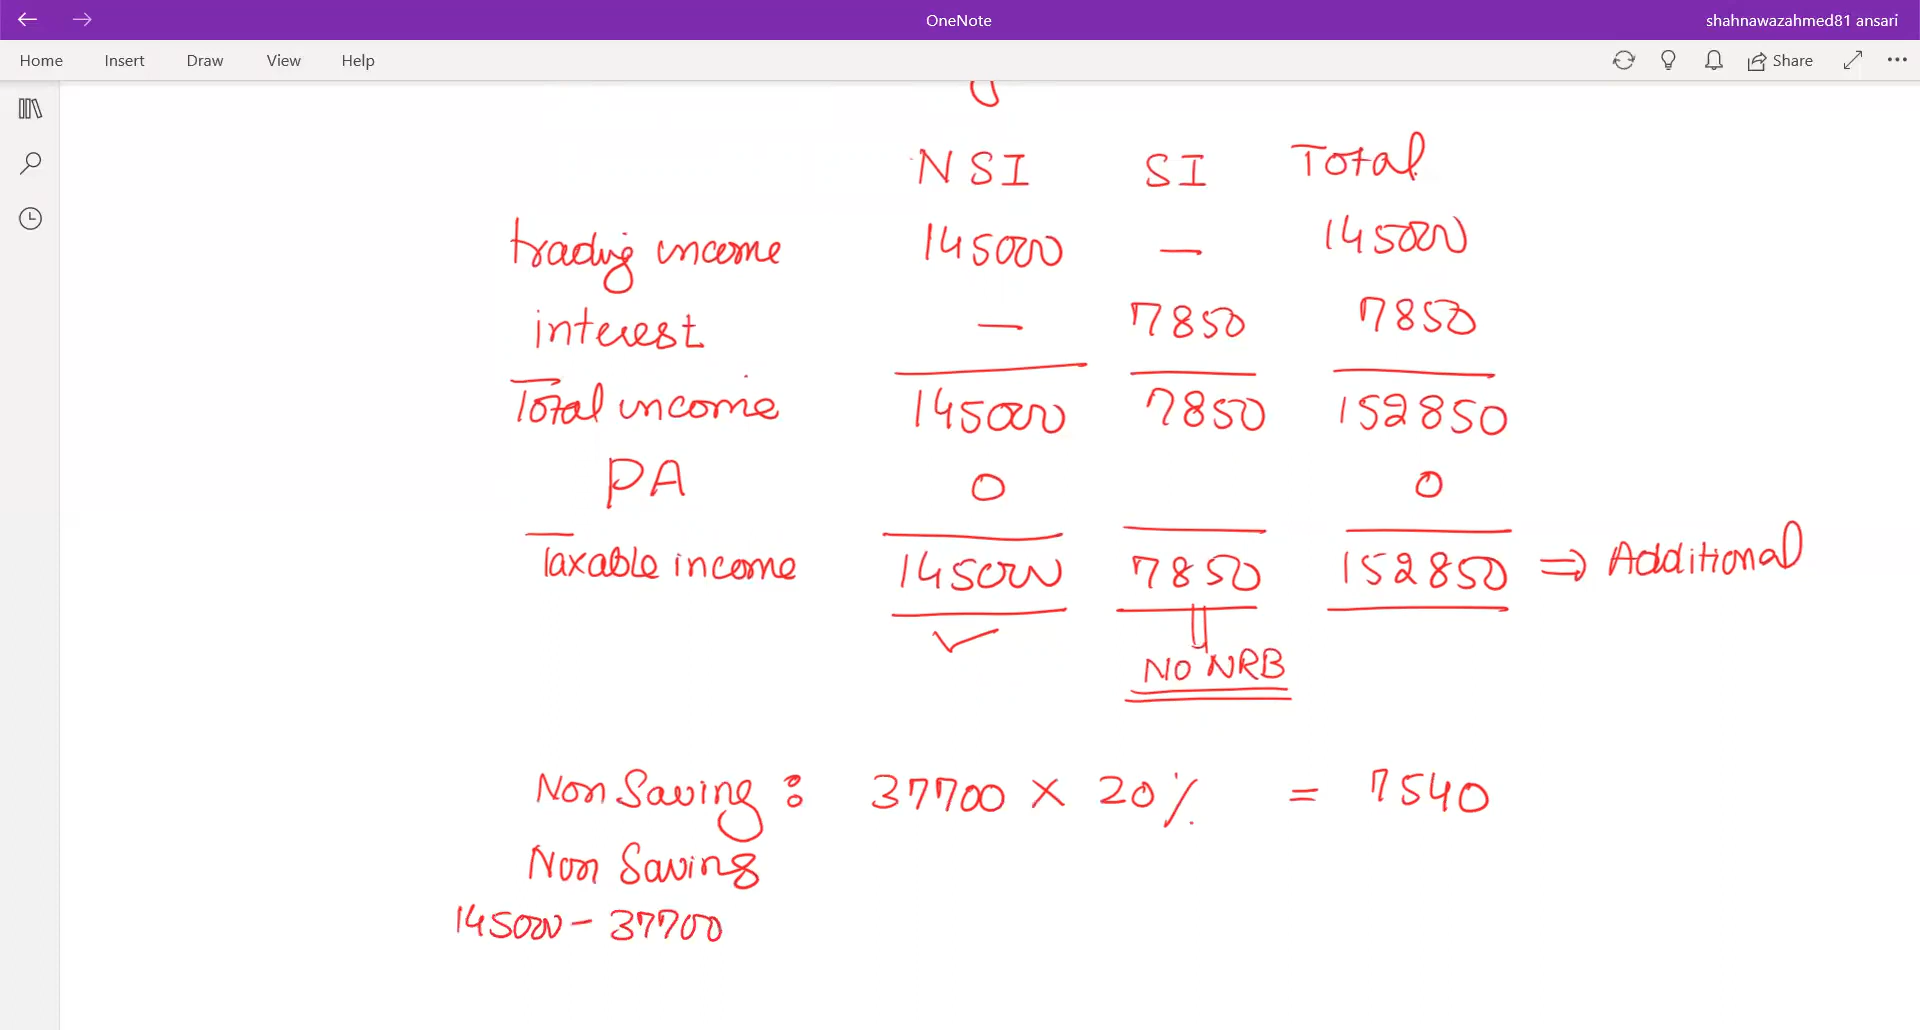 OneNote
shahnawazahmed81 ansari
Home Insert Draw View Help
Share
NSI SI Total
trading income 145000 — 145000
interest — 7850 7850
Total income 145000 7850 152850
PA 0 0
Taxable income 145000 7850 152850 ⇒ Additional
NO NRB
Non Saving : 37700 × 20% = 7540
Non Saving
145000 - 37700